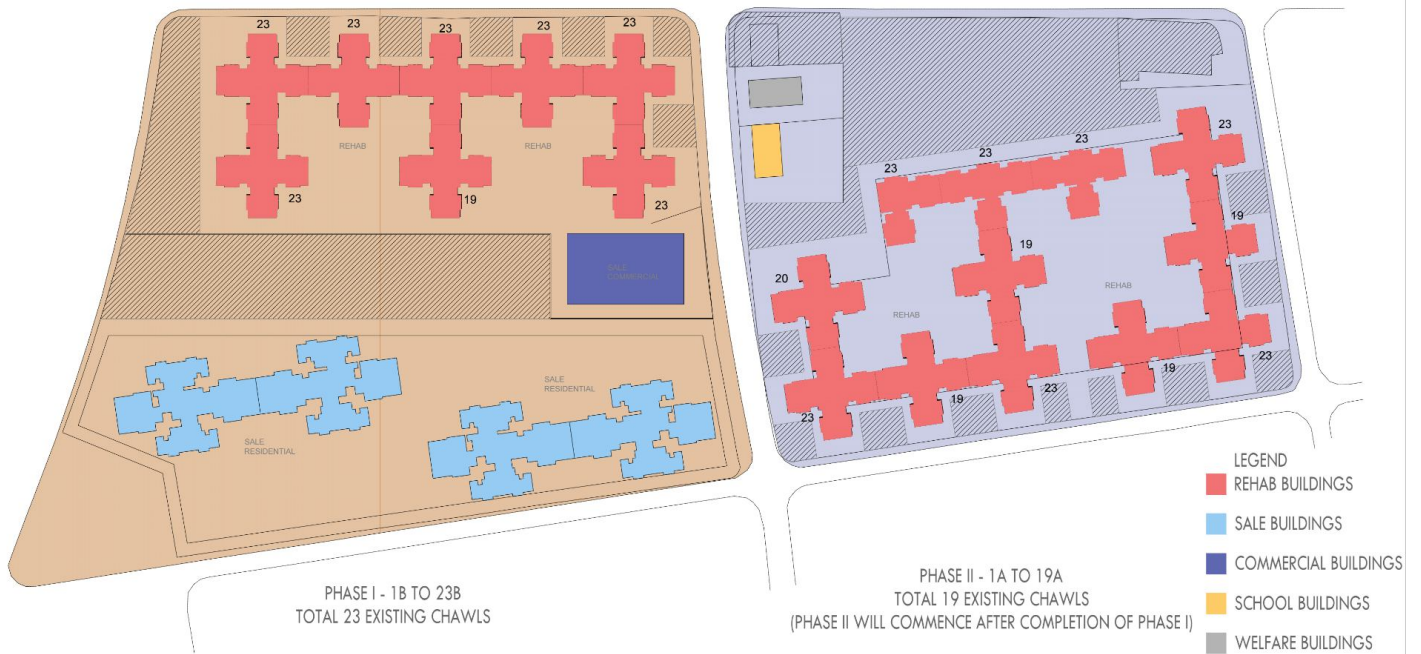 23
23
23
23
23
REHAB
REHAB
23
19
23
SALE
COMMERCIAL
SALE
RESIDENTIAL
SALE
RESIDENTIAL
PHASE I - 1B TO 23B
TOTAL 23 EXISTING CHAWLS
23
23
23
23
19
19
20
REHAB
REHAB
23
19
23
19
23
PHASE II - 1A TO 19A
TOTAL 19 EXISTING CHAWLS
(PHASE II WILL COMMENCE AFTER COMPLETION OF PHASE I)
LEGEND
REHAB BUILDINGS
SALE BUILDINGS
COMMERCIAL BUILDINGS
SCHOOL BUILDINGS
WELFARE BUILDINGS